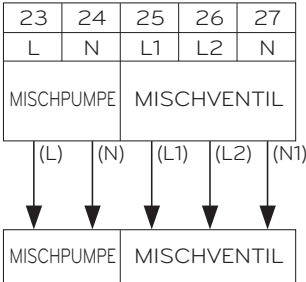 23 24 25 26 27
L N L1 L2 N
MISCHPUMPE MISCHVENTIL
(L) (N) (L1) (L2) (N1)
MISCHPUMPE MISCHVENTIL